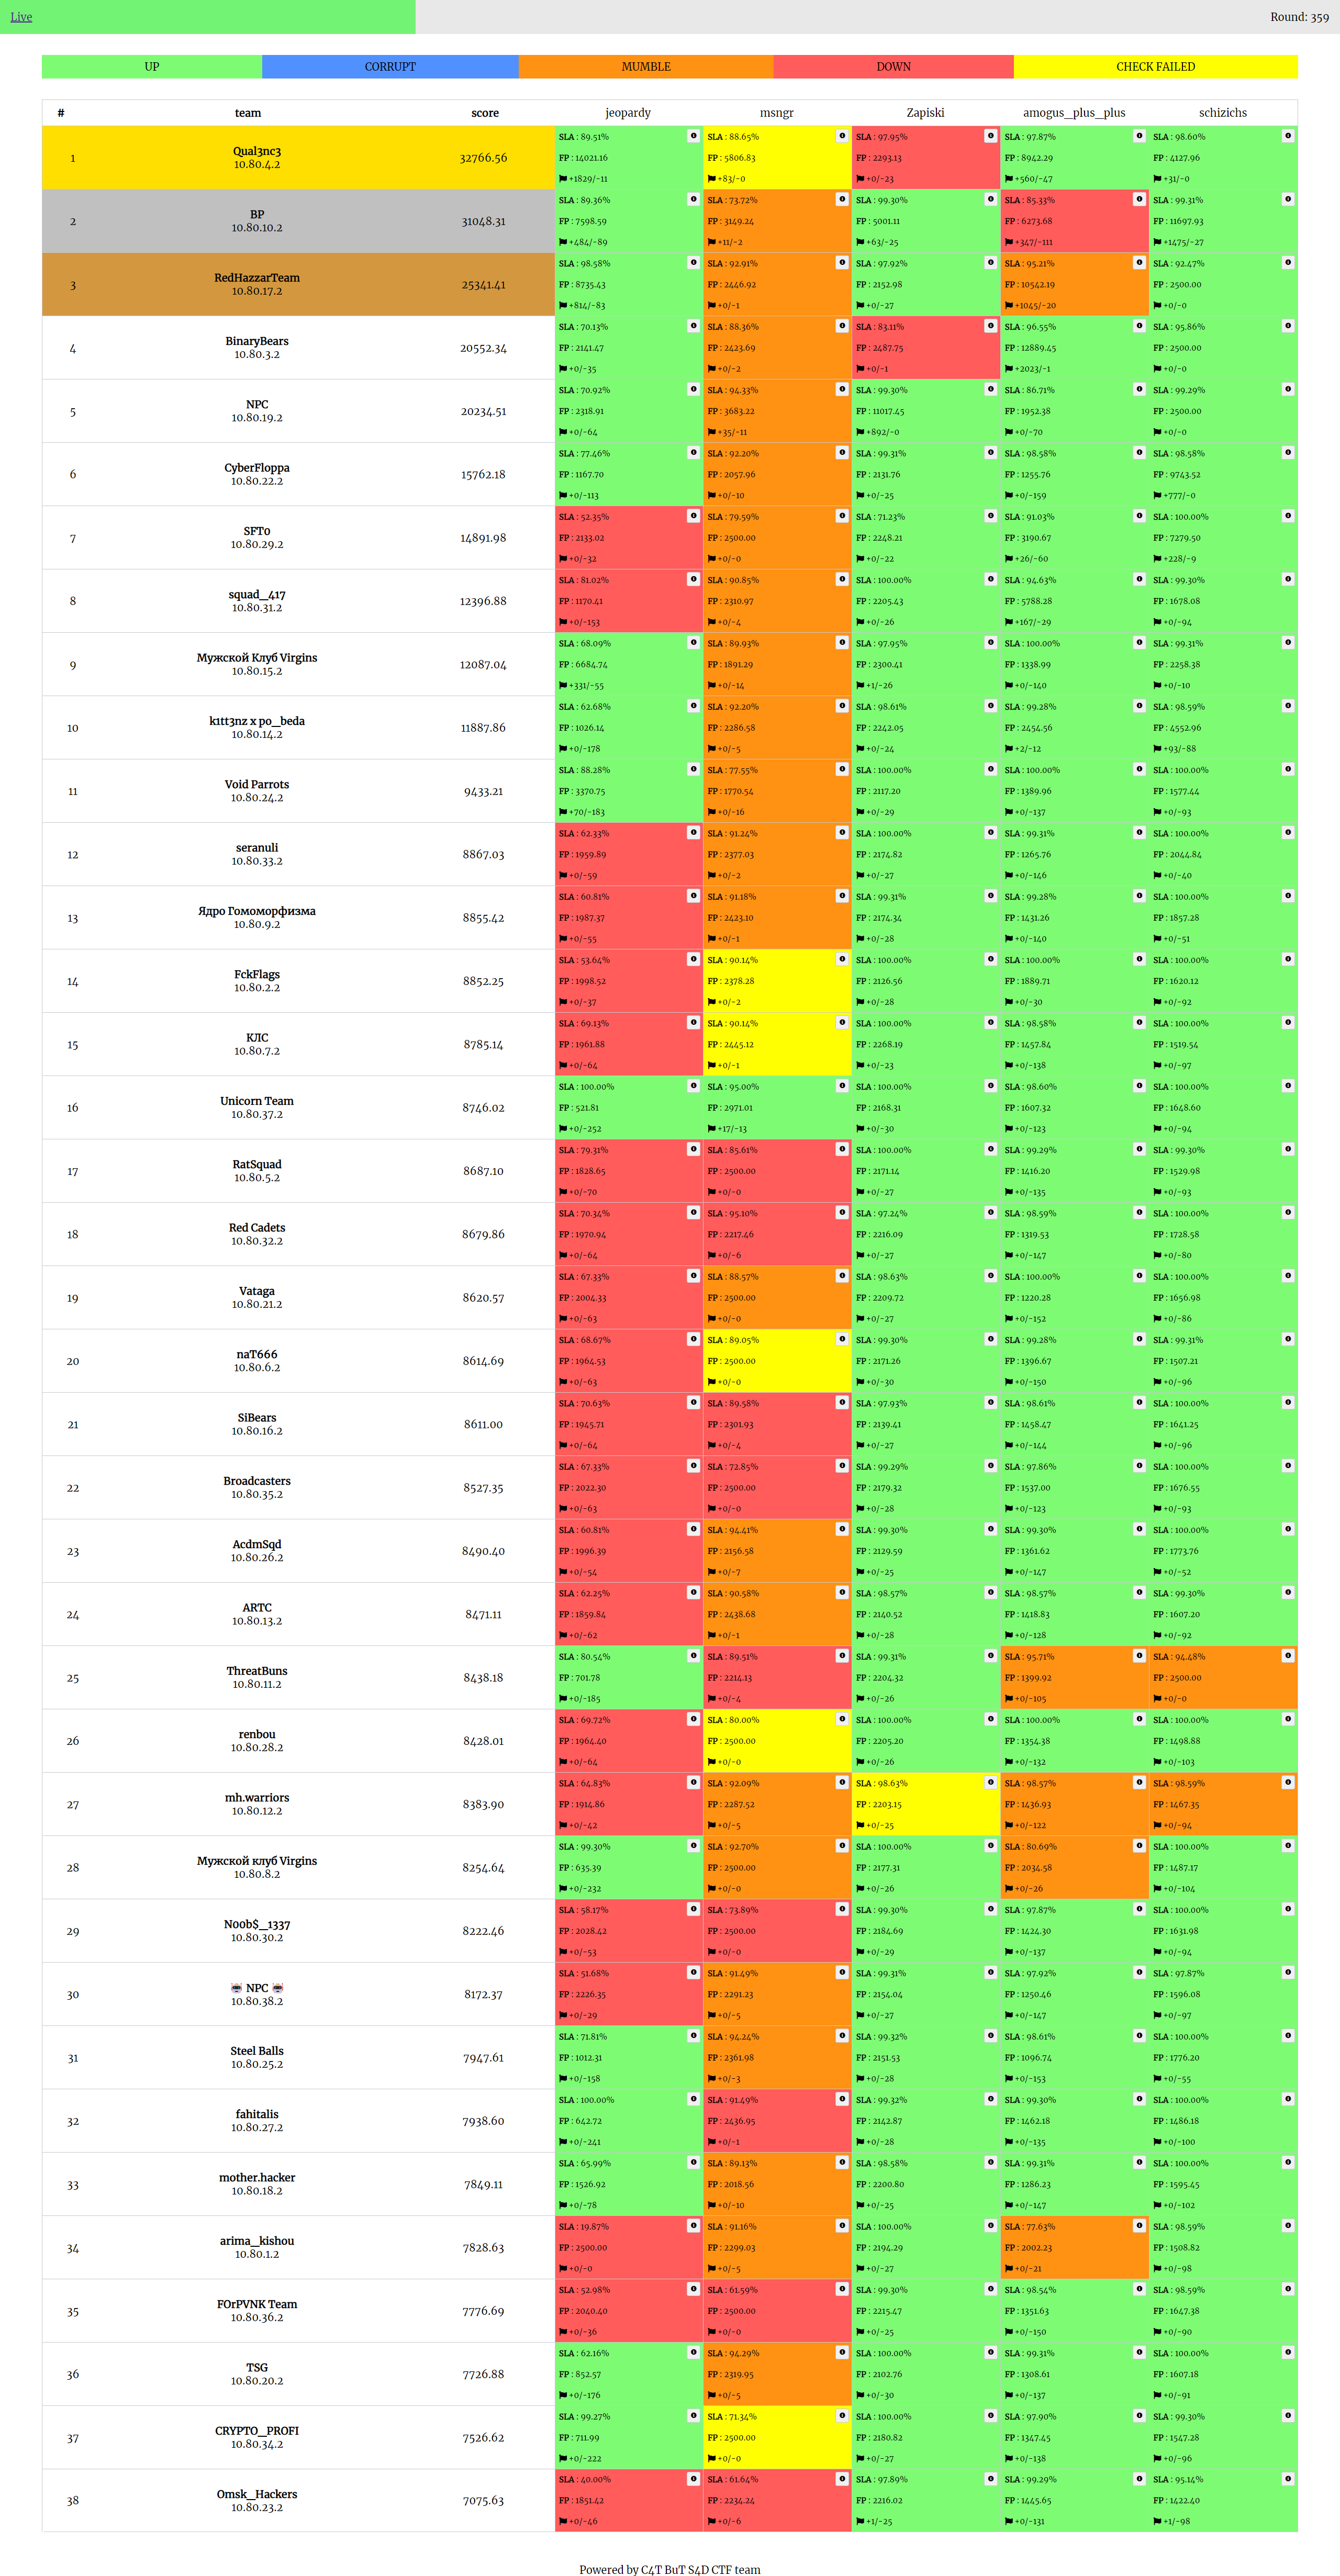 Live
Round: 359
UP CORRUPT MUMBLE DOWN CHECK FAILED
# team score jeopardy msngr Zapiski amogus_plus_plus schizichs
1 Qual3nc3 10.80.4.2 32766.56
SLA : 89.51% SLA : 88.65% SLA : 97.95% SLA : 97.87% SLA : 98.60%
FP : 14021.16 FP : 5806.83 FP : 2293.13 FP : 8942.29 FP : 4127.96
+1829/-11 +83/-0 +0/-23 +560/-47 +31/-0
2 BP 10.80.10.2 31048.31
SLA : 89.36% SLA : 73.72% SLA : 99.30% SLA : 85.33% SLA : 99.31%
FP : 7598.59 FP : 3149.24 FP : 5001.11 FP : 6273.68 FP : 11697.93
+484/-89 +11/-2 +63/-25 +347/-111 +1475/-27
3 RedHazzarTeam 10.80.17.2 25341.41
SLA : 98.58% SLA : 92.91% SLA : 97.92% SLA : 95.21% SLA : 92.47%
FP : 8735.43 FP : 2446.92 FP : 2152.98 FP : 10542.19 FP : 2500.00
+814/-83 +0/-1 +0/-27 +1045/-20 +0/-0
4 BinaryBears 10.80.3.2 20552.34
SLA : 70.13% SLA : 88.36% SLA : 83.11% SLA : 96.55% SLA : 95.86%
FP : 2141.47 FP : 2423.69 FP : 2487.75 FP : 12889.45 FP : 2500.00
+0/-35 +0/-2 +0/-1 +2023/-1 +0/-0
5 NPC 10.80.19.2 20234.51
SLA : 70.92% SLA : 94.33% SLA : 99.30% SLA : 86.71% SLA : 99.29%
FP : 2318.91 FP : 3683.22 FP : 11017.45 FP : 1952.38 FP : 2500.00
+0/-64 +35/-11 +892/-0 +0/-70 +0/-0
6 CyberFloppa 10.80.22.2 15762.18
SLA : 77.46% SLA : 92.20% SLA : 99.31% SLA : 98.58% SLA : 98.58%
FP : 1167.70 FP : 2057.96 FP : 2131.76 FP : 1255.76 FP : 9743.52
+0/-113 +0/-10 +0/-25 +0/-159 +777/-0
7 SFT0 10.80.29.2 14891.98
SLA : 52.35% SLA : 79.59% SLA : 71.23% SLA : 91.03% SLA : 100.00%
FP : 2133.02 FP : 2500.00 FP : 2248.21 FP : 3190.67 FP : 7279.50
+0/-32 +0/-0 +0/-22 +26/-60 +228/-9
8 squad_417 10.80.31.2 12396.88
SLA : 81.02% SLA : 90.85% SLA : 100.00% SLA : 94.63% SLA : 99.30%
FP : 1170.41 FP : 2310.97 FP : 2205.43 FP : 5788.28 FP : 1678.08
+0/-153 +0/-4 +0/-26 +167/-29 +0/-94
9 Мужской Клуб Virgins 10.80.15.2 12087.04
SLA : 68.09% SLA : 89.93% SLA : 97.95% SLA : 100.00% SLA : 99.31%
FP : 6684.74 FP : 1891.29 FP : 2300.41 FP : 1338.99 FP : 2258.38
+331/-55 +0/-14 +1/-26 +0/-140 +0/-10
10 k1tt3nz x po_beda 10.80.14.2 11887.86
SLA : 62.68% SLA : 92.20% SLA : 98.61% SLA : 99.28% SLA : 98.59%
FP : 1026.14 FP : 2286.58 FP : 2242.05 FP : 2454.56 FP : 4552.96
+0/-178 +0/-5 +0/-24 +2/-12 +93/-88
11 Void Parrots 10.80.24.2 9433.21
SLA : 88.28% SLA : 77.55% SLA : 100.00% SLA : 100.00% SLA : 100.00%
FP : 3370.75 FP : 1770.54 FP : 2117.20 FP : 1389.96 FP : 1577.44
+70/-183 +0/-16 +0/-29 +0/-137 +0/-93
12 seranuli 10.80.33.2 8867.03
SLA : 62.33% SLA : 91.24% SLA : 100.00% SLA : 99.31% SLA : 100.00%
FP : 1959.89 FP : 2377.03 FP : 2174.82 FP : 1265.76 FP : 2044.84
+0/-59 +0/-2 +0/-27 +0/-146 +0/-40
13 Ядро Гомоморфизма 10.80.9.2 8855.42
SLA : 60.81% SLA : 91.18% SLA : 99.31% SLA : 99.28% SLA : 100.00%
FP : 1987.37 FP : 2423.10 FP : 2174.34 FP : 1431.26 FP : 1857.28
+0/-55 +0/-1 +0/-28 +0/-140 +0/-51
14 FckFlags 10.80.2.2 8852.25
SLA : 53.64% SLA : 90.14% SLA : 100.00% SLA : 100.00% SLA : 100.00%
FP : 1998.52 FP : 2378.28 FP : 2126.56 FP : 1889.71 FP : 1620.12
+0/-37 +0/-2 +0/-28 +0/-30 +0/-92
15 КЛС 10.80.7.2 8785.14
SLA : 69.13% SLA : 90.14% SLA : 100.00% SLA : 98.58% SLA : 100.00%
FP : 1961.88 FP : 2445.12 FP : 2268.19 FP : 1457.84 FP : 1519.54
+0/-64 +0/-1 +0/-23 +0/-138 +0/-97
16 Unicorn Team 10.80.37.2 8746.02
SLA : 100.00% SLA : 95.00% SLA : 100.00% SLA : 98.60% SLA : 100.00%
FP : 521.81 FP : 2971.01 FP : 2168.31 FP : 1607.32 FP : 1648.60
+0/-252 +17/-13 +0/-30 +0/-123 +0/-94
17 RatSquad 10.80.5.2 8687.10
SLA : 79.31% SLA : 85.61% SLA : 100.00% SLA : 99.29% SLA : 99.30%
FP : 1828.65 FP : 2500.00 FP : 2171.14 FP : 1416.20 FP : 1529.98
+0/-70 +0/-0 +0/-27 +0/-135 +0/-93
18 Red Cadets 10.80.32.2 8679.86
SLA : 70.34% SLA : 95.10% SLA : 97.24% SLA : 98.59% SLA : 100.00%
FP : 1970.94 FP : 2217.46 FP : 2216.09 FP : 1319.53 FP : 1728.58
+0/-64 +0/-6 +0/-27 +0/-147 +0/-80
19 Vataga 10.80.21.2 8620.57
SLA : 67.33% SLA : 88.57% SLA : 98.63% SLA : 100.00% SLA : 100.00%
FP : 2004.33 FP : 2500.00 FP : 2209.72 FP : 1220.28 FP : 1656.98
+0/-63 +0/-0 +0/-27 +0/-152 +0/-86
20 naT666 10.80.6.2 8614.69
SLA : 68.67% SLA : 89.05% SLA : 99.30% SLA : 99.28% SLA : 99.31%
FP : 1964.53 FP : 2500.00 FP : 2171.26 FP : 1396.67 FP : 1507.21
+0/-63 +0/-0 +0/-30 +0/-150 +0/-96
21 SiBears 10.80.16.2 8611.00
SLA : 70.63% SLA : 89.58% SLA : 97.93% SLA : 98.61% SLA : 100.00%
FP : 1945.71 FP : 2301.93 FP : 2139.41 FP : 1458.47 FP : 1641.25
+0/-64 +0/-4 +0/-27 +0/-144 +0/-96
22 Broadcasters 10.80.35.2 8527.35
SLA : 67.33% SLA : 72.85% SLA : 99.29% SLA : 97.86% SLA : 100.00%
FP : 2022.30 FP : 2500.00 FP : 2179.32 FP : 1537.00 FP : 1676.55
+0/-63 +0/-0 +0/-28 +0/-123 +0/-93
23 AcdmSqd 10.80.26.2 8490.40
SLA : 60.81% SLA : 94.41% SLA : 99.30% SLA : 99.30% SLA : 100.00%
FP : 1996.39 FP : 2156.58 FP : 2129.59 FP : 1361.62 FP : 1773.76
+0/-54 +0/-7 +0/-25 +0/-147 +0/-52
24 ARTC 10.80.13.2 8471.11
SLA : 62.25% SLA : 90.58% SLA : 98.57% SLA : 98.57% SLA : 99.30%
FP : 1859.84 FP : 2438.68 FP : 2140.52 FP : 1418.83 FP : 1607.20
+0/-62 +0/-1 +0/-28 +0/-128 +0/-92
25 ThreatBuns 10.80.11.2 8438.18
SLA : 80.54% SLA : 89.51% SLA : 99.31% SLA : 95.71% SLA : 94.48%
FP : 701.78 FP : 2214.13 FP : 2204.32 FP : 1399.92 FP : 2500.00
+0/-185 +0/-4 +0/-26 +0/-105 +0/-0
26 renbou 10.80.28.2 8428.01
SLA : 69.72% SLA : 80.00% SLA : 100.00% SLA : 100.00% SLA : 100.00%
FP : 1964.40 FP : 2500.00 FP : 2205.20 FP : 1354.38 FP : 1498.88
+0/-64 +0/-0 +0/-26 +0/-132 +0/-103
27 mh.warriors 10.80.12.2 8383.90
SLA : 64.83% SLA : 92.09% SLA : 98.63% SLA : 98.57% SLA : 98.59%
FP : 1914.86 FP : 2287.52 FP : 2203.15 FP : 1436.93 FP : 1467.35
+0/-42 +0/-5 +0/-25 +0/-122 +0/-94
28 Мужской клуб Virgins 10.80.8.2 8254.64
SLA : 99.30% SLA : 92.70% SLA : 100.00% SLA : 80.69% SLA : 100.00%
FP : 635.39 FP : 2500.00 FP : 2177.31 FP : 2034.58 FP : 1487.17
+0/-232 +0/-0 +0/-26 +0/-26 +0/-104
29 N00b$_1337 10.80.30.2 8222.46
SLA : 58.17% SLA : 73.89% SLA : 99.30% SLA : 97.87% SLA : 100.00%
FP : 2028.42 FP : 2500.00 FP : 2184.69 FP : 1424.30 FP : 1631.98
+0/-53 +0/-0 +0/-29 +0/-137 +0/-94
30 NPC 10.80.38.2 8172.37
SLA : 51.68% SLA : 91.49% SLA : 99.31% SLA : 97.92% SLA : 97.87%
FP : 2226.35 FP : 2291.23 FP : 2154.04 FP : 1250.46 FP : 1596.08
+0/-29 +0/-5 +0/-27 +0/-147 +0/-97
31 Steel Balls 10.80.25.2 7947.61
SLA : 71.81% SLA : 94.24% SLA : 99.32% SLA : 98.61% SLA : 100.00%
FP : 1012.31 FP : 2361.98 FP : 2151.53 FP : 1096.74 FP : 1776.20
+0/-158 +0/-3 +0/-28 +0/-153 +0/-55
32 fahitalis 10.80.27.2 7938.60
SLA : 100.00% SLA : 91.49% SLA : 99.32% SLA : 99.30% SLA : 100.00%
FP : 642.72 FP : 2436.95 FP : 2142.87 FP : 1462.18 FP : 1486.18
+0/-241 +0/-1 +0/-28 +0/-135 +0/-100
33 mother.hacker 10.80.18.2 7849.11
SLA : 65.99% SLA : 89.13% SLA : 98.58% SLA : 99.31% SLA : 100.00%
FP : 1526.92 FP : 2018.56 FP : 2200.80 FP : 1286.23 FP : 1595.45
+0/-78 +0/-10 +0/-25 +0/-147 +0/-102
34 arima_kishou 10.80.1.2 7828.63
SLA : 19.87% SLA : 91.16% SLA : 100.00% SLA : 77.63% SLA : 98.59%
FP : 2500.00 FP : 2299.03 FP : 2194.29 FP : 2002.23 FP : 1508.82
+0/-0 +0/-5 +0/-27 +0/-21 +0/-98
35 FOrPVNK Team 10.80.36.2 7776.69
SLA : 52.98% SLA : 61.59% SLA : 99.30% SLA : 98.54% SLA : 98.59%
FP : 2040.40 FP : 2500.00 FP : 2215.47 FP : 1351.63 FP : 1647.38
+0/-36 +0/-0 +0/-25 +0/-150 +0/-90
36 TSG 10.80.20.2 7726.88
SLA : 62.16% SLA : 94.29% SLA : 100.00% SLA : 99.31% SLA : 100.00%
FP : 852.57 FP : 2319.95 FP : 2102.76 FP : 1308.61 FP : 1607.18
+0/-176 +0/-5 +0/-30 +0/-137 +0/-91
37 CRYPTO_PROFI 10.80.34.2 7526.62
SLA : 99.27% SLA : 71.34% SLA : 100.00% SLA : 97.90% SLA : 99.30%
FP : 711.99 FP : 2500.00 FP : 2180.82 FP : 1347.45 FP : 1547.28
+0/-222 +0/-0 +0/-27 +0/-138 +0/-96
38 Omsk_Hackers 10.80.23.2 7075.63
SLA : 40.00% SLA : 61.64% SLA : 97.89% SLA : 99.29% SLA : 95.14%
FP : 1851.42 FP : 2234.24 FP : 2216.02 FP : 1445.65 FP : 1422.40
+0/-46 +0/-6 +1/-25 +0/-131 +1/-98
Powered by C4T BuT S4D CTF team